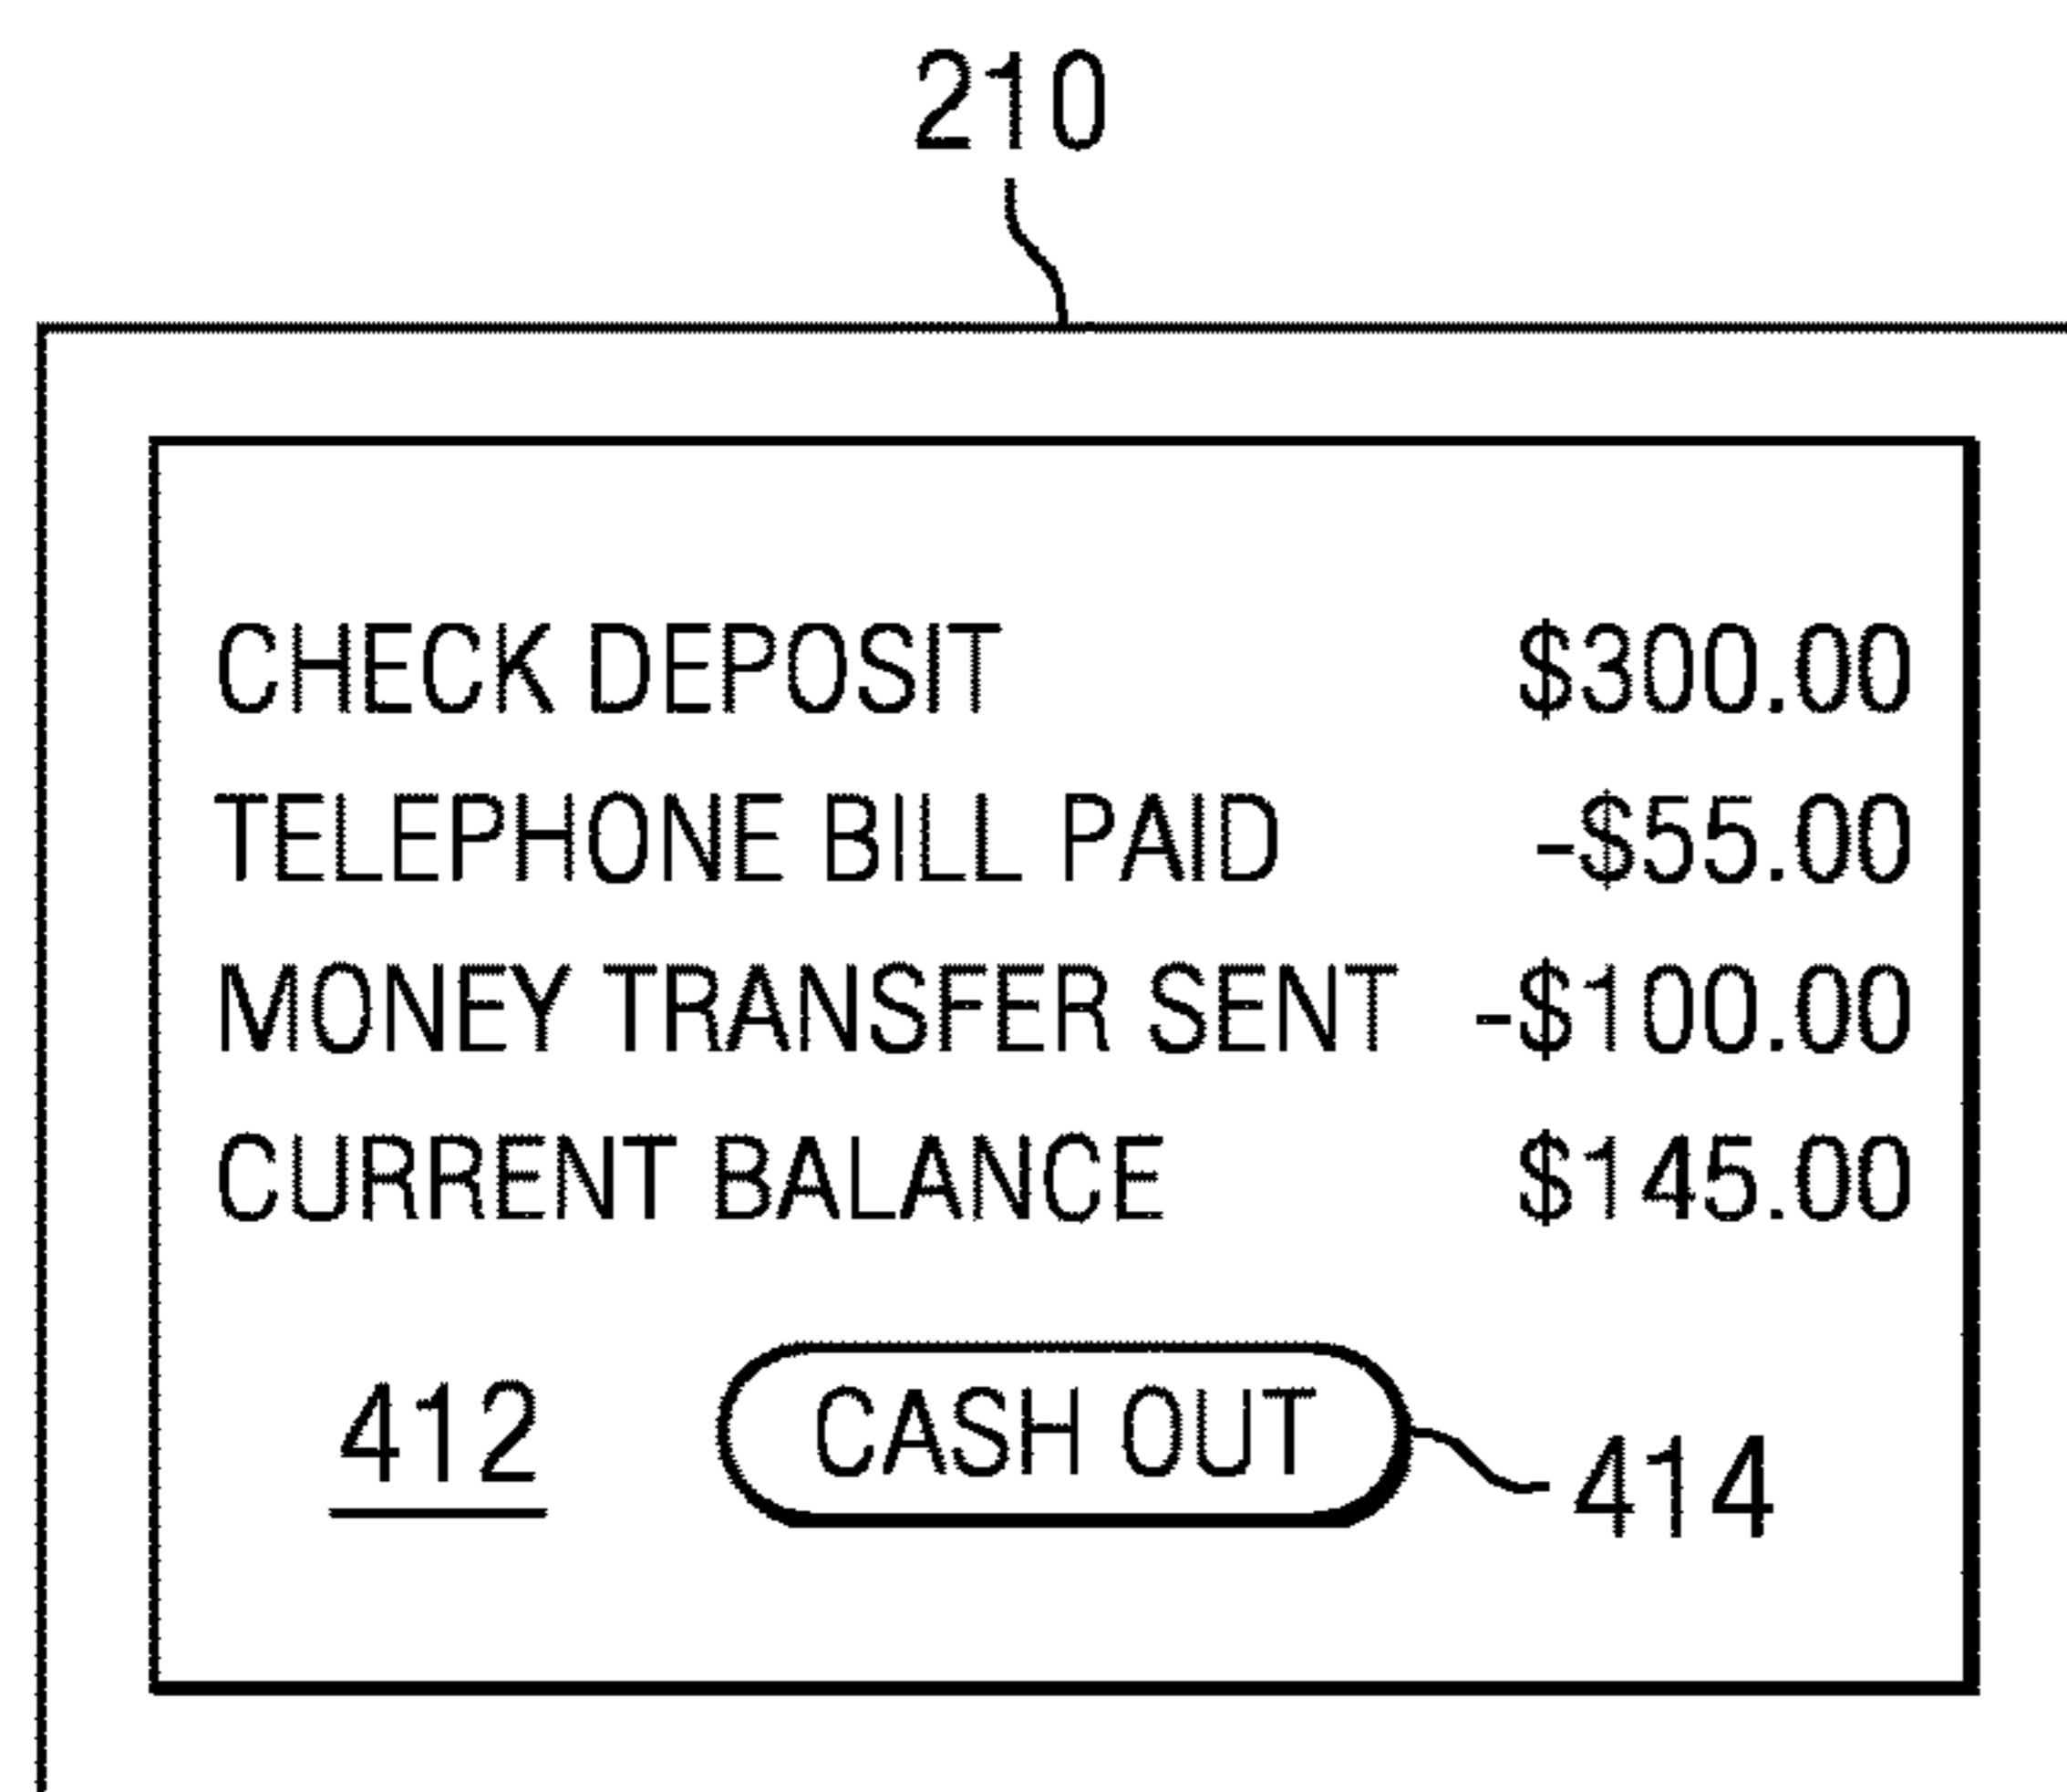 210
CHECK DEPOSIT $300.00
TELEPHONE BILL PAID -$55.00
MONEY TRANSFER SENT -$100.00
CURRENT BALANCE $145.00
412 CASH OUT 414